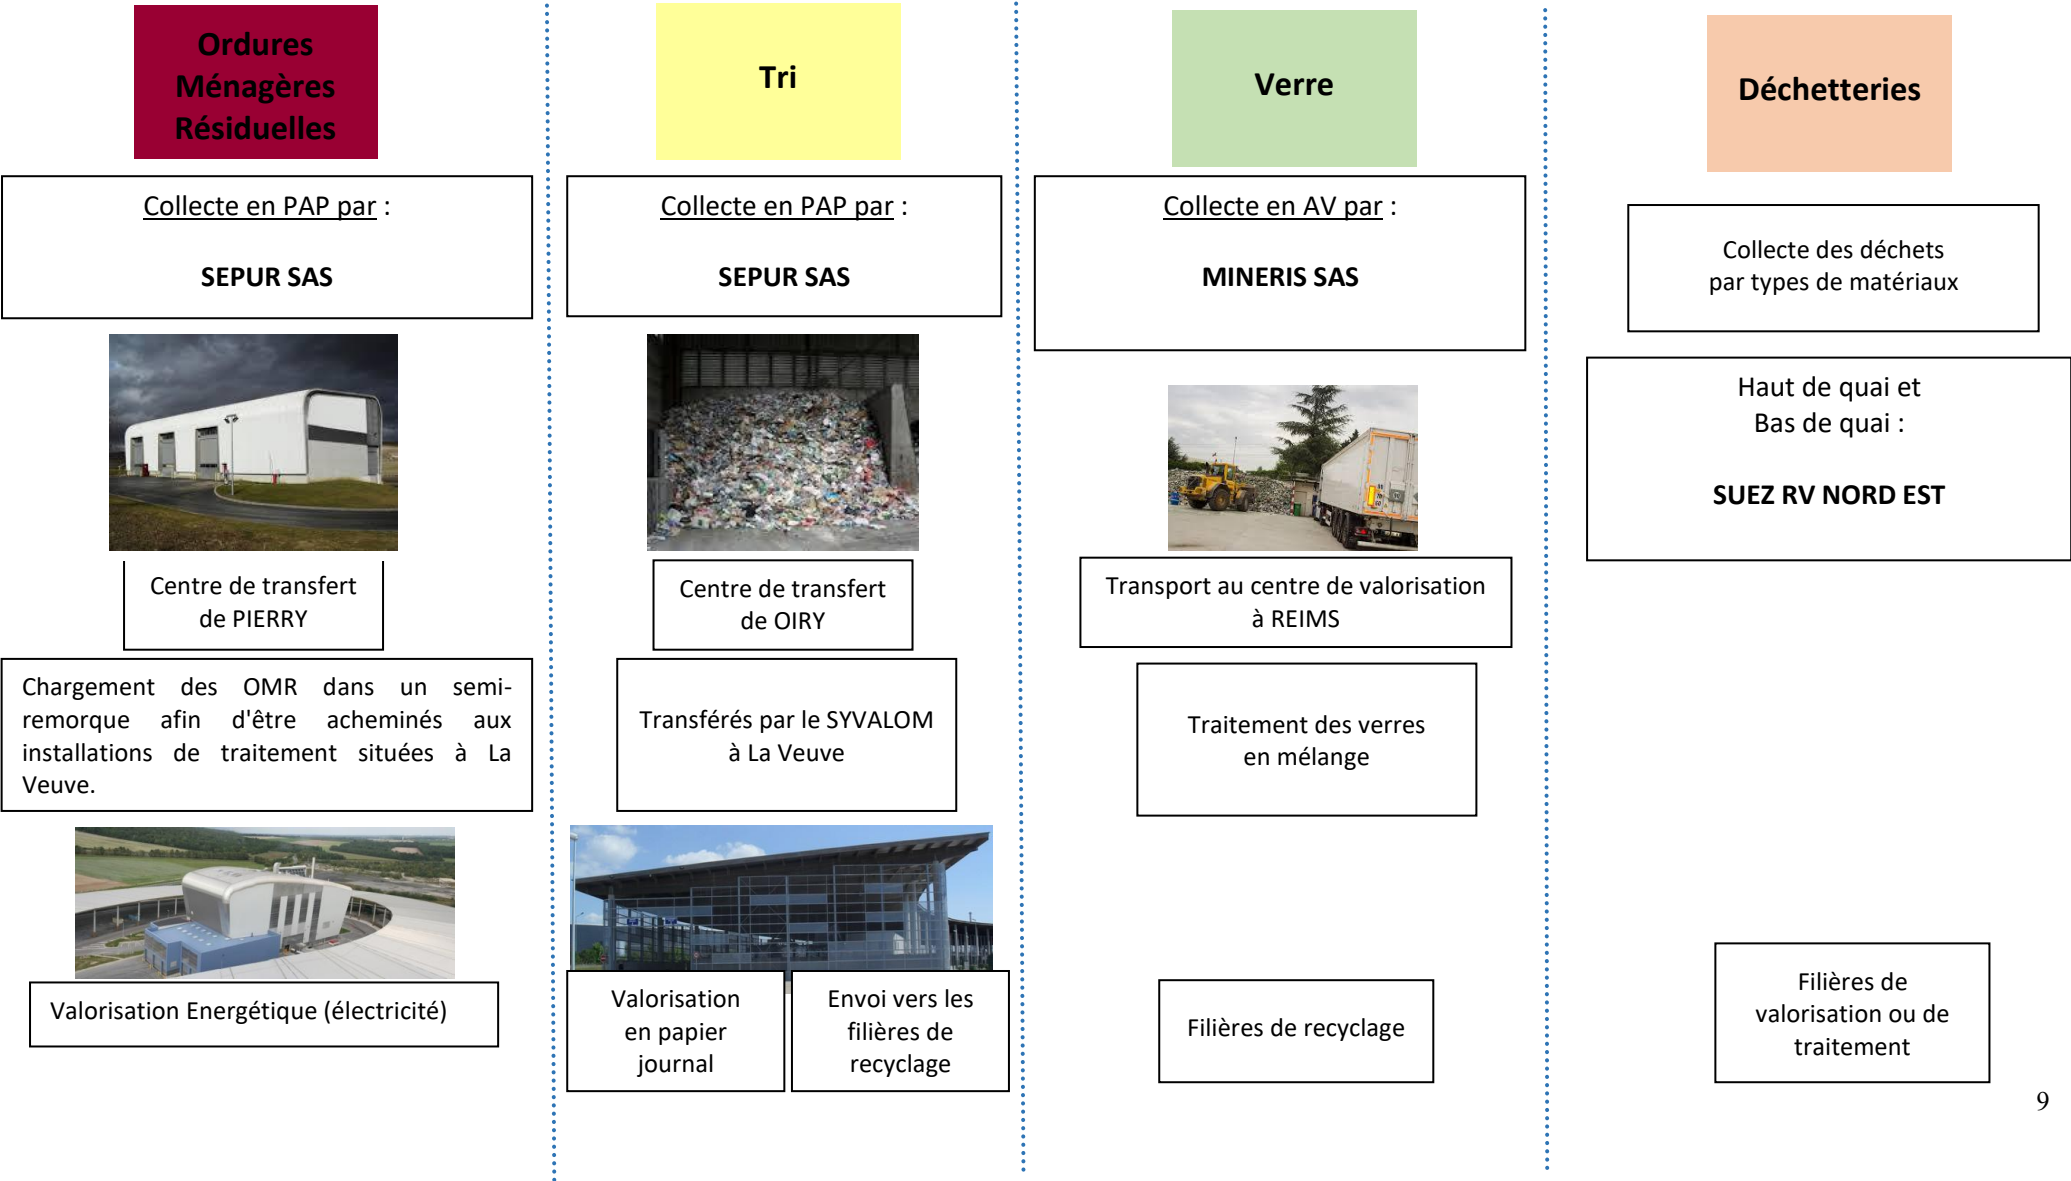 Ordures
Ménagères
Résiduelles
Collecte en PAP par :
SEPUR SAS
Centre de transfert
de PIERRY
Chargement des OMR dans un semi-
remorque afin d'être acheminés aux
installations de traitement situées à La
Veuve.
Valorisation Energétique (électricité)
Tri
Collecte en PAP par :
SEPUR SAS
Centre de transfert
de OIRY
Transférés par le SYVALOM
à La Veuve
Valorisation
en papier
journal
Envoi vers les
filières de
recyclage
Verre
Collecte en AV par :
MINERIS SAS
Transport au centre de valorisation
à REIMS
Traitement des verres
en mélange
Filières de recyclage
Déchetteries
Collecte des déchets
par types de matériaux
Haut de quai et
Bas de quai :
SUEZ RV NORD EST
Filières de
valorisation ou de
traitement
9